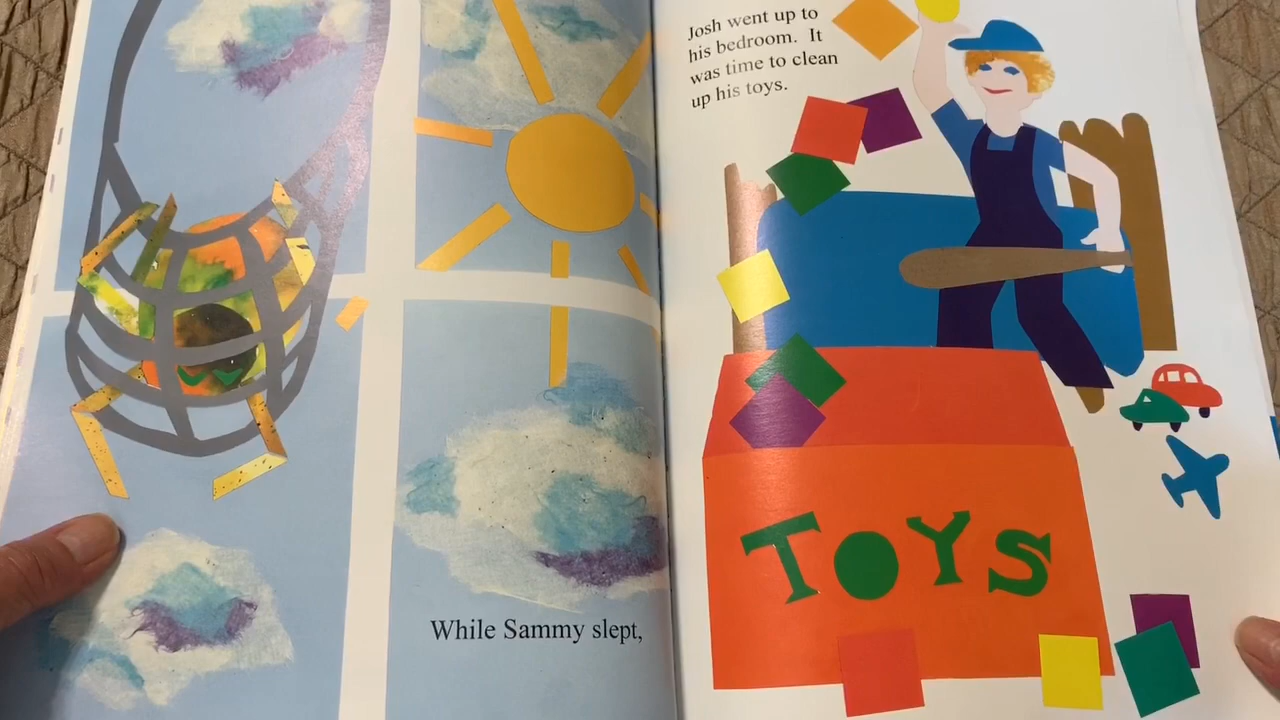 While Sammy slept,
Josh went up to
his bedroom. It
was time to clean
up his toys.
TOYS